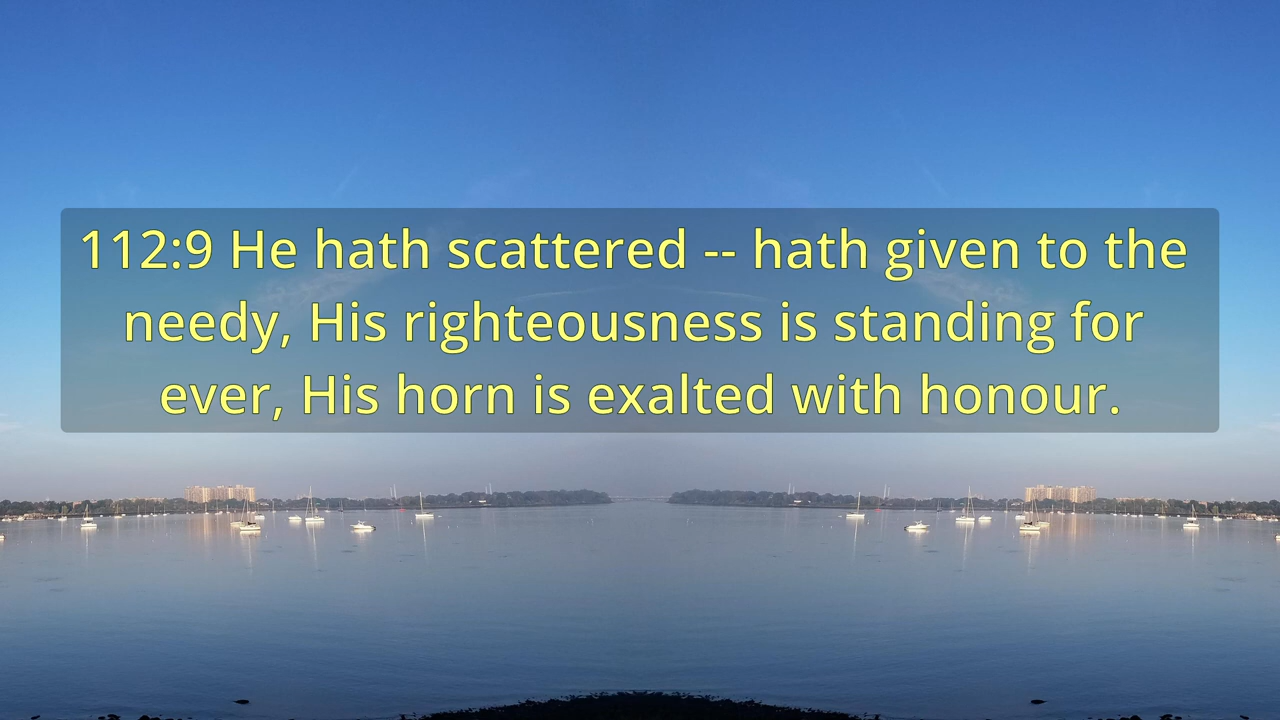 112:9 He hath scattered -- hath given to the
needy, His righteousness is standing for
ever, His horn is exalted with honour.